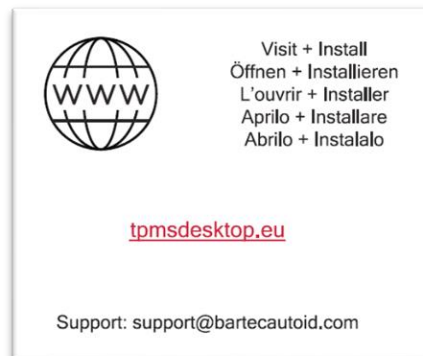 WWW
Visit + Install
Öffnen + Installieren
L'ouvrir + Installer
Aprilo + Installare
Abrilo + Instalalo
tpmsdesktop.eu
Support: support@bartecautoid.com